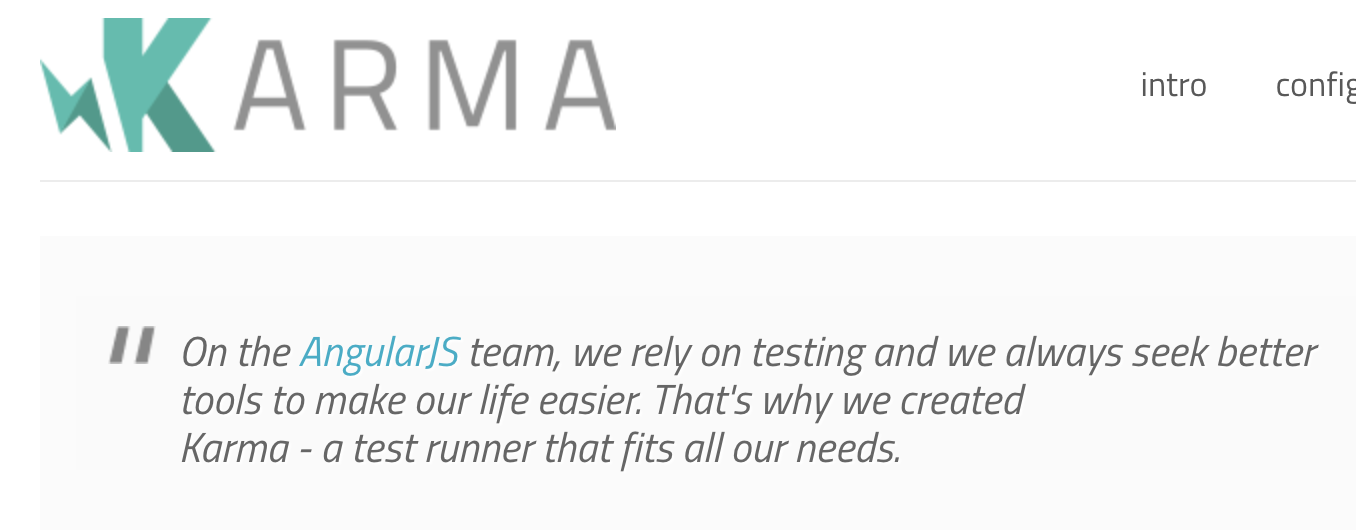 KARMA
intro config
" On the AngularJS team, we rely on testing and we always seek better
tools to make our life easier. That's why we created
Karma - a test runner that fits all our needs.